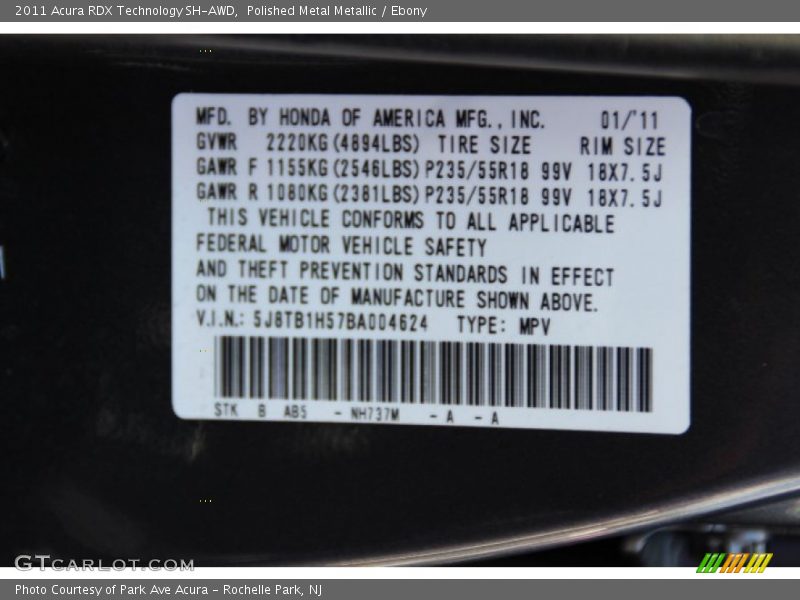 2011 Acura RDX Technology SH-AWD, Polished Metal Metallic / Ebony
MFD. BY HONDA OF AMERICA MFG., INC. 01/'11
GVWR 2220KG(4894LBS) TIRE SIZE RIM SIZE
GAWR F 1155KG(2546LBS) P235/55R18 99V 18X7.5J
GAWR R 1080KG(2381LBS) P235/55R18 99V 18X7.5J
THIS VEHICLE CONFORMS TO ALL APPLICABLE
FEDERAL MOTOR VEHICLE SAFETY
AND THEFT PREVENTION STANDARDS IN EFFECT
ON THE DATE OF MANUFACTURE SHOWN ABOVE.
V.I.N.: 5J8TB1H57BA004624 TYPE: MPV
STK B AB5 - NH737M - A - A
GTCARLOT.COM
Photo Courtesy of Park Ave Acura - Rochelle Park, NJ